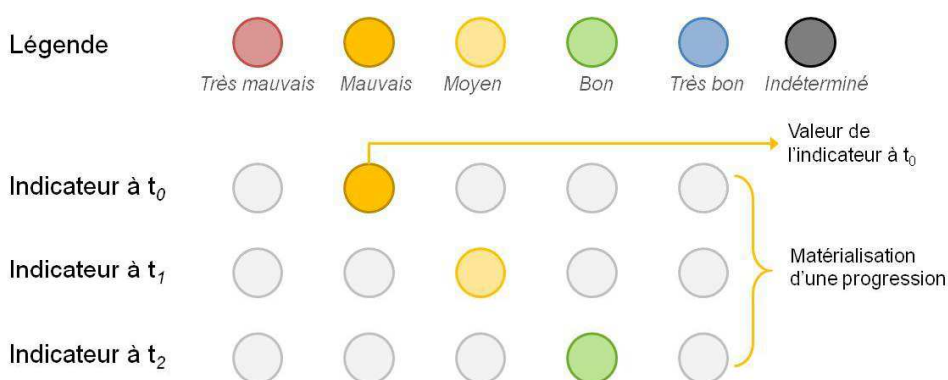 Légende
Très mauvais Mauvais Moyen Bon Très bon Indéterminé
Valeur de
l'indicateur à t0
Indicateur à t0
Indicateur à t1
Matérialisation
d'une progression
Indicateur à t2